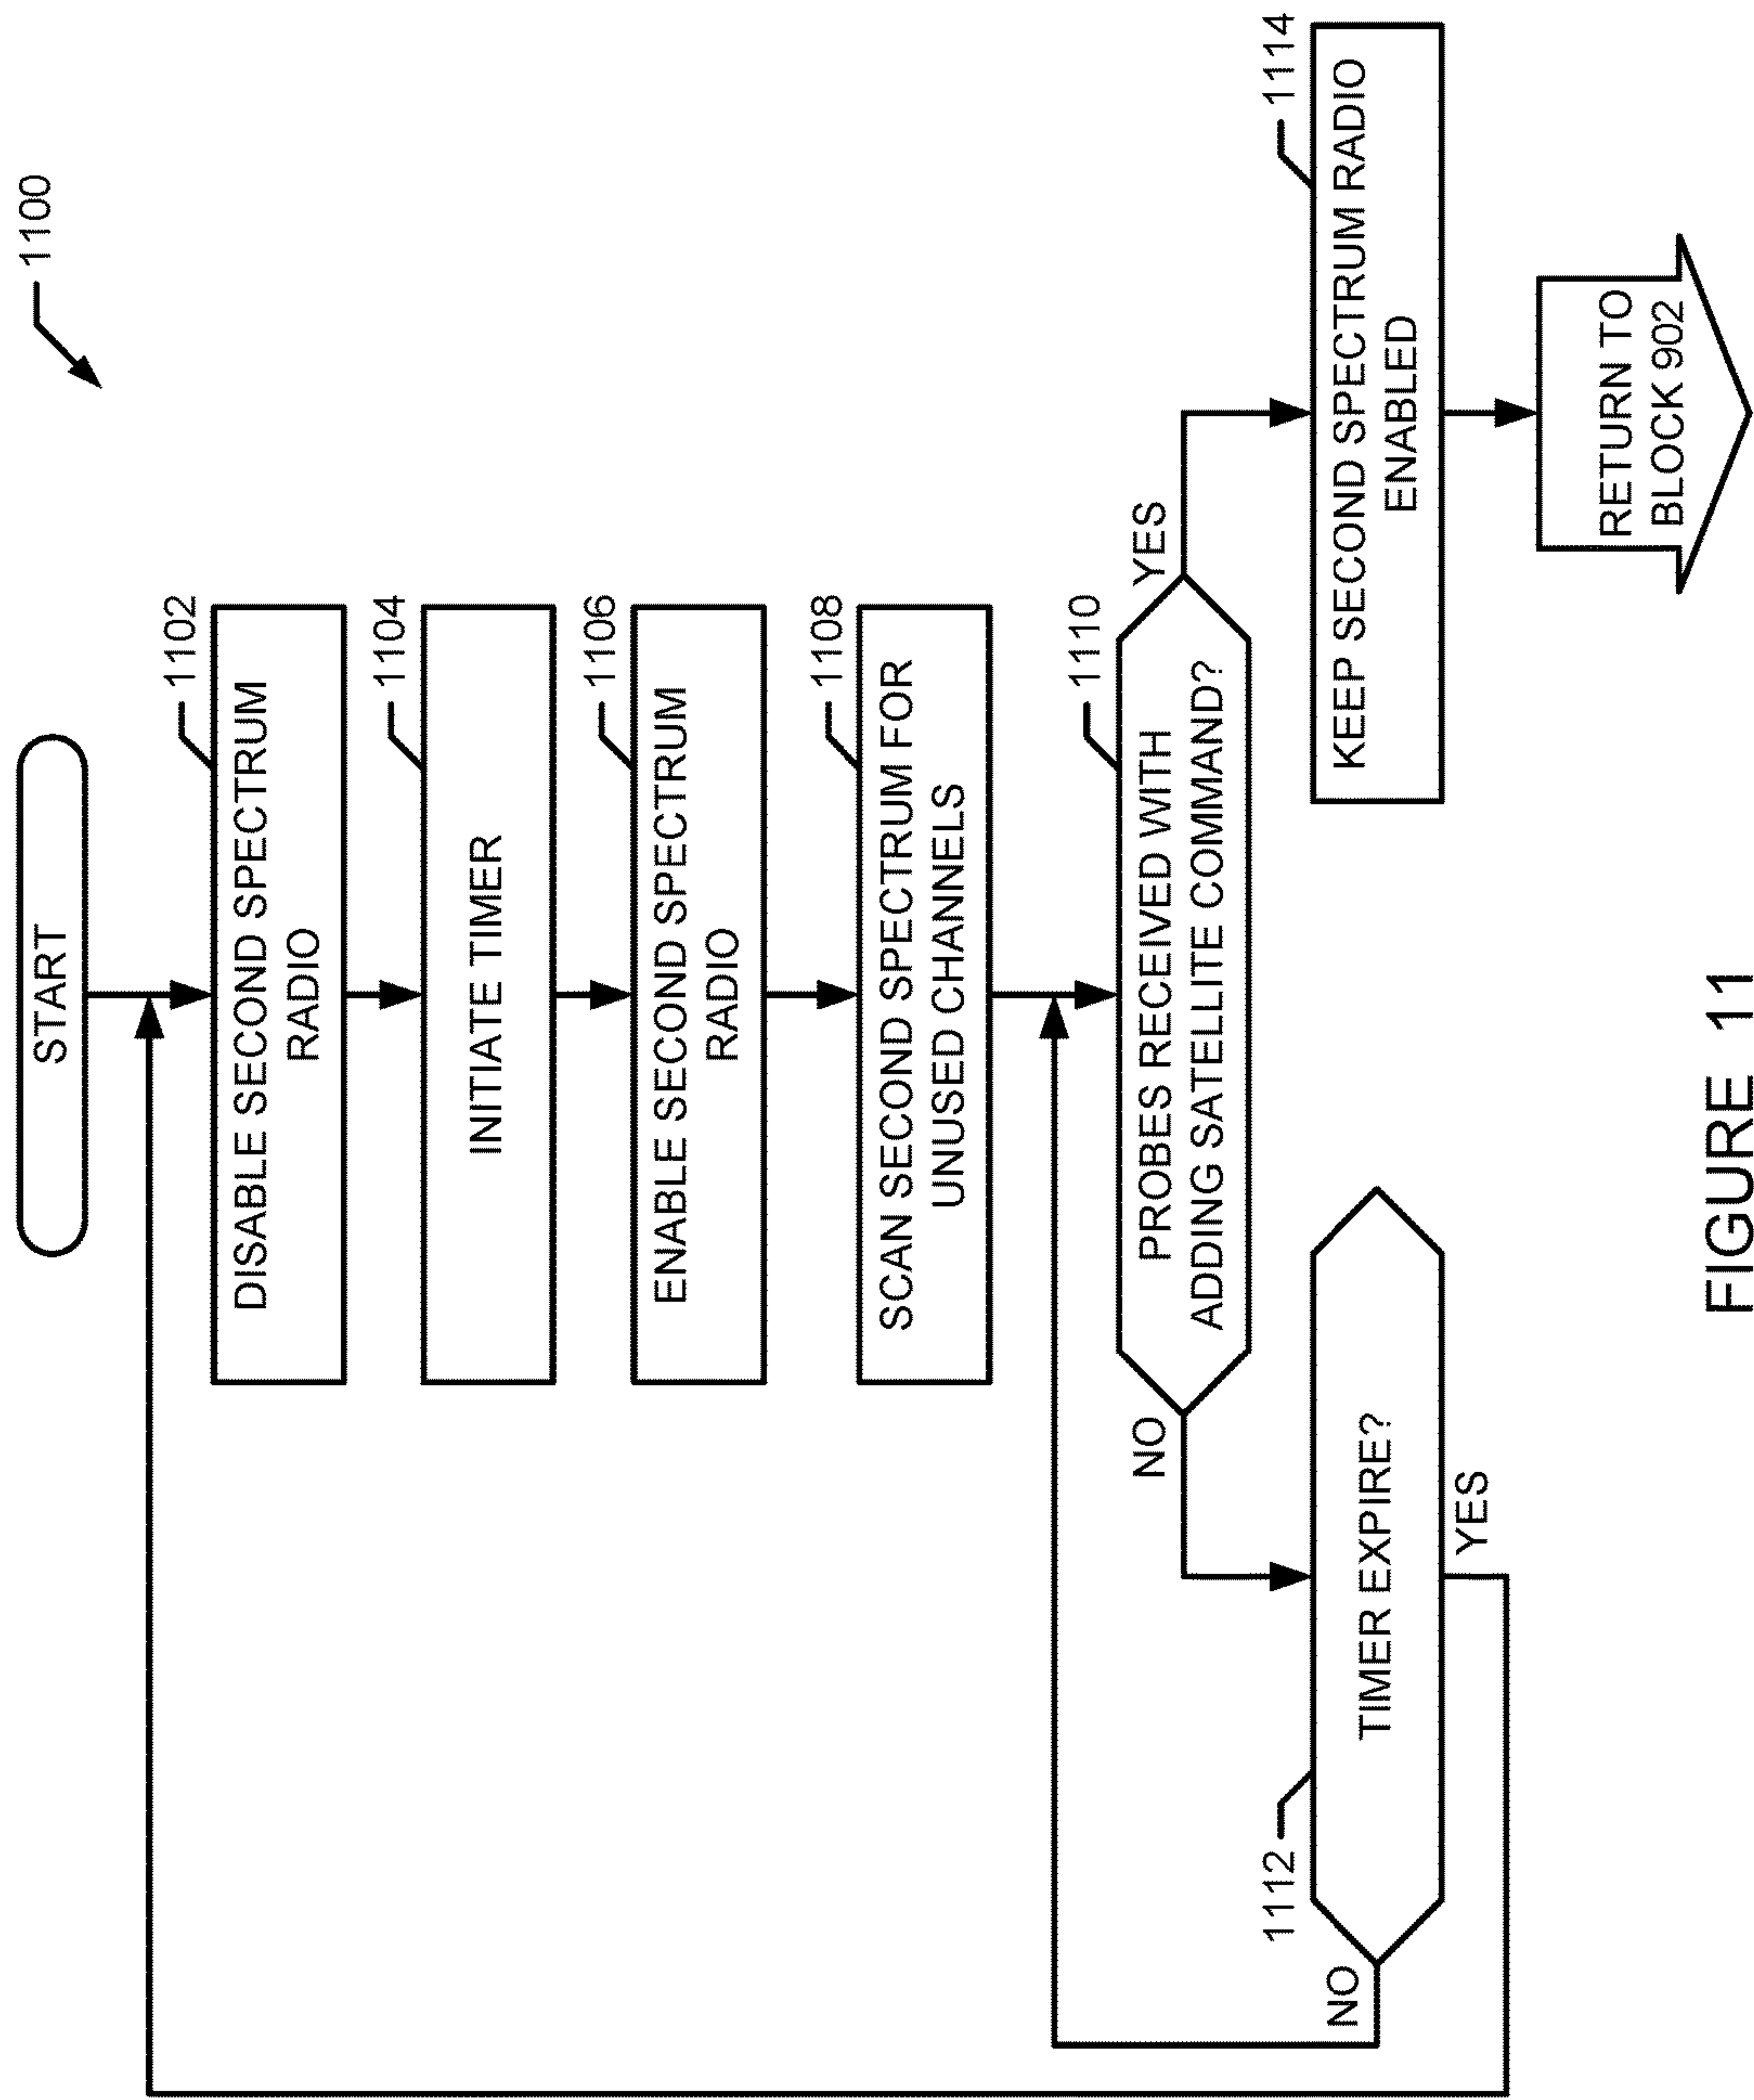 1100
START
1102
DISABLE SECOND SPECTRUM
RADIO
1104
INITIATE TIMER
1106
ENABLE SECOND SPECTRUM
RADIO
1108
SCAN SECOND SPECTRUM FOR
UNUSED CHANNELS
1110
PROBES RECEIVED WITH
ADDING SATELLITE COMMAND?
NO
YES
1112
TIMER EXPIRE?
NO
YES
1114
KEEP SECOND SPECTRUM RADIO
ENABLED
RETURN TO
BLOCK 902
FIGURE 11